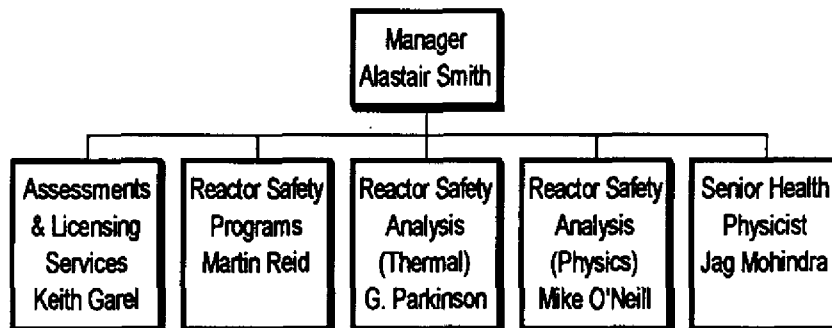 Manager
Alastair Smith
Assessments
& Licensing
Services
Keith Garel
Reactor Safety
Programs
Martin Reid
Reactor Safety
Analysis
(Thermal)
G. Parkinson
Reactor Safety
Analysis
(Physics)
Mike O'Neill
Senior Health
Physicist
Jag Mohindra